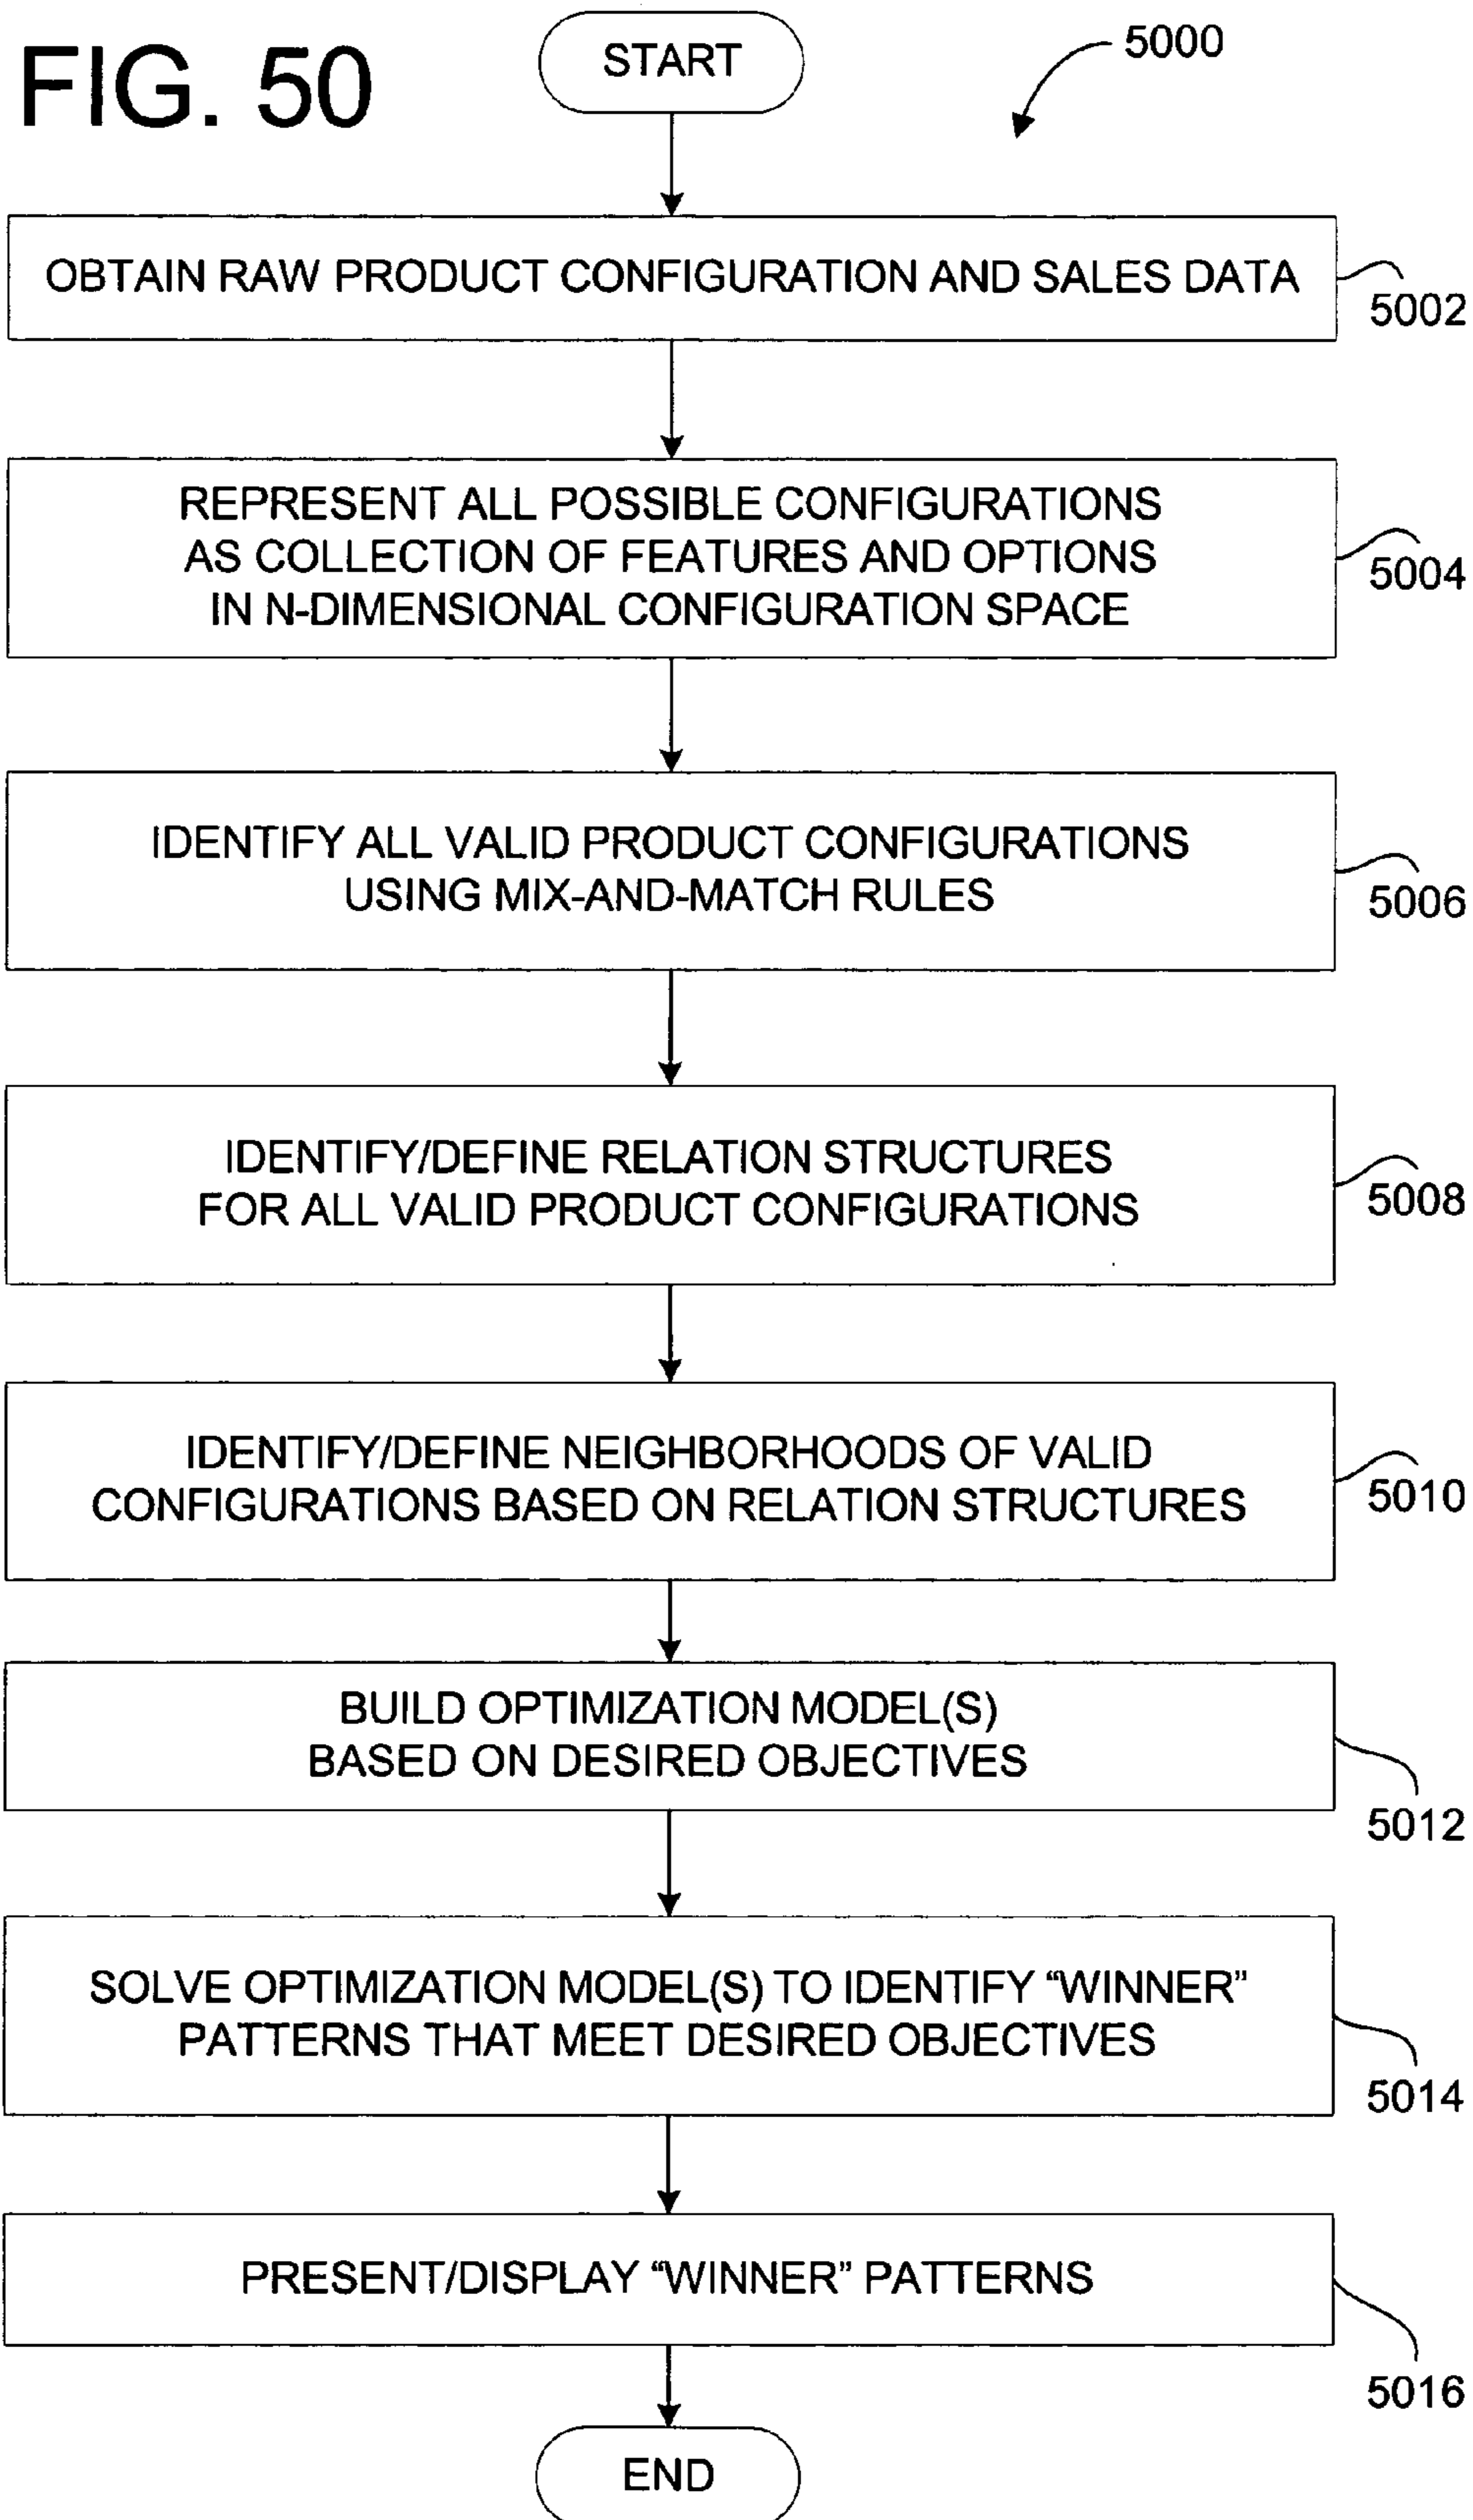 FIG. 50
START
5000
OBTAIN RAW PRODUCT CONFIGURATION AND SALES DATA
5002
REPRESENT ALL POSSIBLE CONFIGURATIONS
AS COLLECTION OF FEATURES AND OPTIONS
IN N-DIMENSIONAL CONFIGURATION SPACE
5004
IDENTIFY ALL VALID PRODUCT CONFIGURATIONS
USING MIX-AND-MATCH RULES
5006
IDENTIFY/DEFINE RELATION STRUCTURES
FOR ALL VALID PRODUCT CONFIGURATIONS
5008
IDENTIFY/DEFINE NEIGHBORHOODS OF VALID
CONFIGURATIONS BASED ON RELATION STRUCTURES
5010
BUILD OPTIMIZATION MODEL(S)
BASED ON DESIRED OBJECTIVES
5012
SOLVE OPTIMIZATION MODEL(S) TO IDENTIFY “WINNER”
PATTERNS THAT MEET DESIRED OBJECTIVES
5014
PRESENT/DISPLAY “WINNER” PATTERNS
5016
END